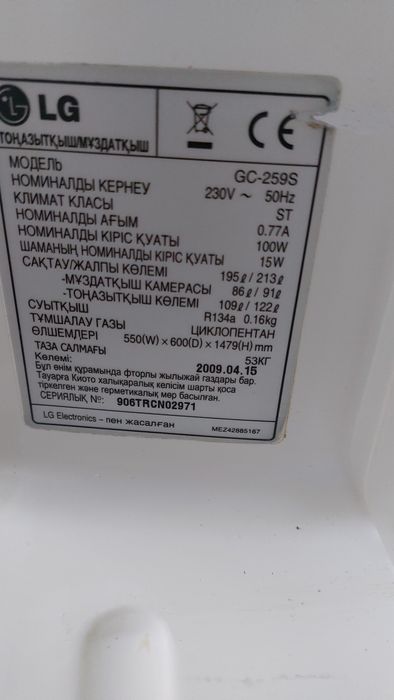 LG
ТОҢАЗЫТҚЫШ/МҰЗДАТҚЫШ
CE
МОДЕЛЬ GC-259S
НОМИНАЛДЫ КЕРНЕУ 230V ~ 50Hz
КЛИМАТ КЛАСЫ ST
НОМИНАЛДЫ АҒЫМ 0.77A
НОМИНАЛДЫ КІРІС ҚУАТЫ 100W
ШАМАНЫҢ НОМИНАЛДЫ КІРІС ҚУАТЫ 15W
САҚТАУ/ЖАЛПЫ КӨЛЕМІ 195ℓ / 213ℓ
-МҰЗДАТҚЫШ КАМЕРАСЫ 86ℓ / 91ℓ
-ТОҢАЗЫТҚЫШ КӨЛЕМІ 109ℓ / 122ℓ
СУЫТҚЫШ R134a 0.16kg
ТҰМШАЛАУ ГАЗЫ ЦИКЛОПЕНТАН
ӨЛШЕМДЕРІ 550(W) × 600(D) × 1479(H) mm
ТАЗА САЛМАҒЫ 53КГ
Көлемі: 2009.04.15
Бұл өнім құрамында фторлы жылыжай газдары бар.
Тауарға Киото халықаралық келісім шарты қоса
тіркелген және герметикалық мөр басылған.
СЕРИЯЛЫҚ №: 906TRCN02971
LG Electronics - пен жасалған MEZ42885167